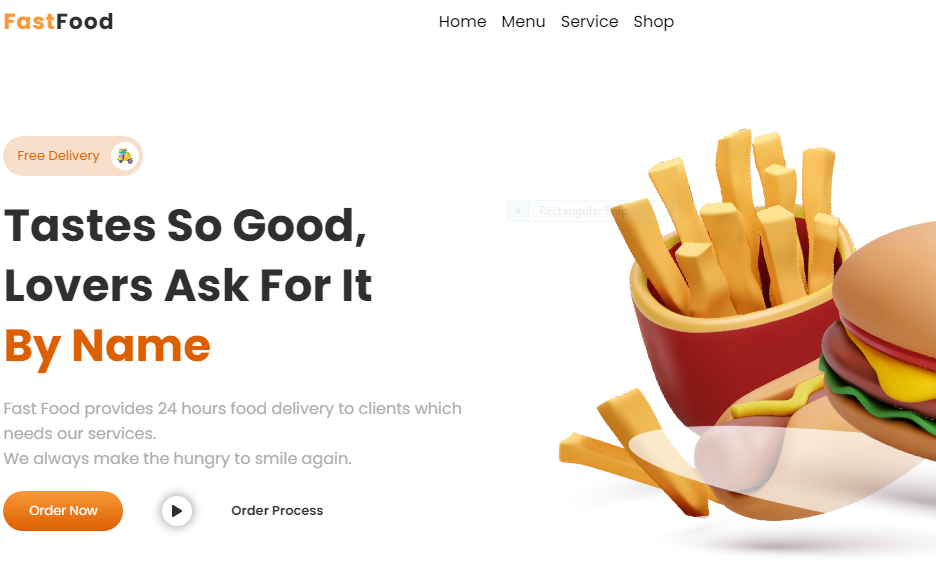 FastFood
Home Menu Service Shop
Free Delivery
Rectangular Snip
Tastes So Good,
Lovers Ask For It
By Name
Fast Food provides 24 hours food delivery to clients which
needs our services.
We always make the hungry to smile again.
Order Now
Order Process